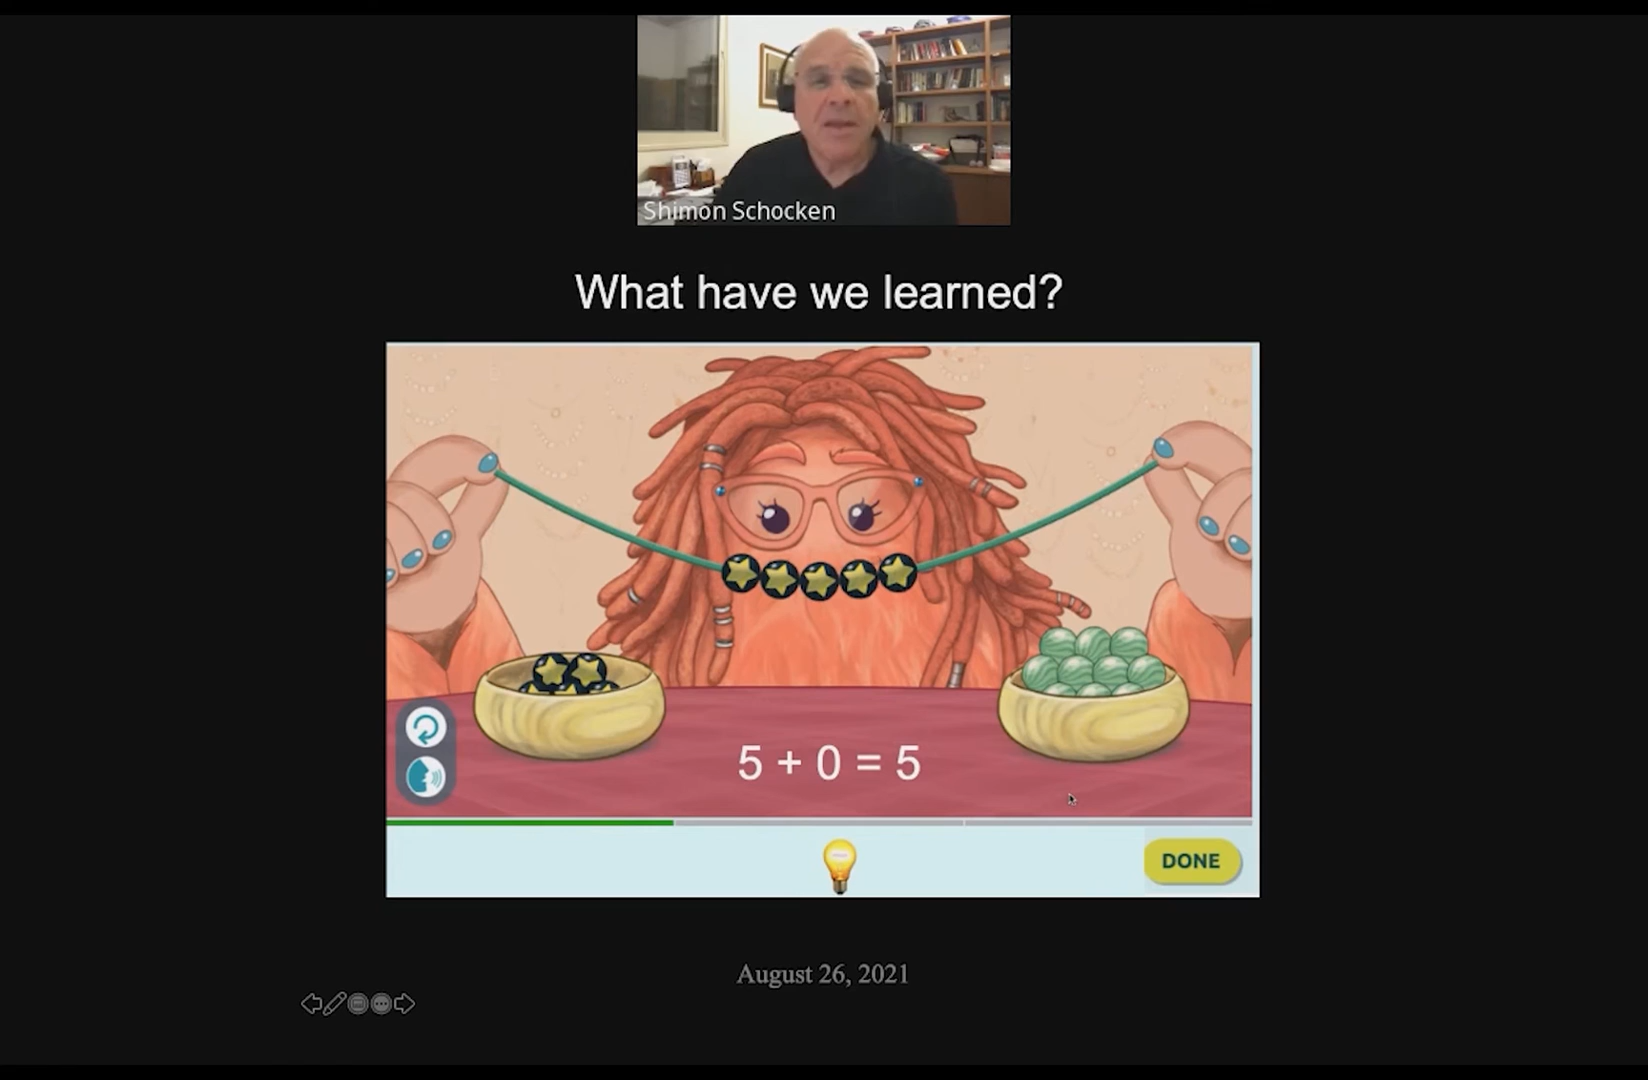 Shimon Schocken
What have we learned?
5 + 0 = 5
DONE
August 26, 2021